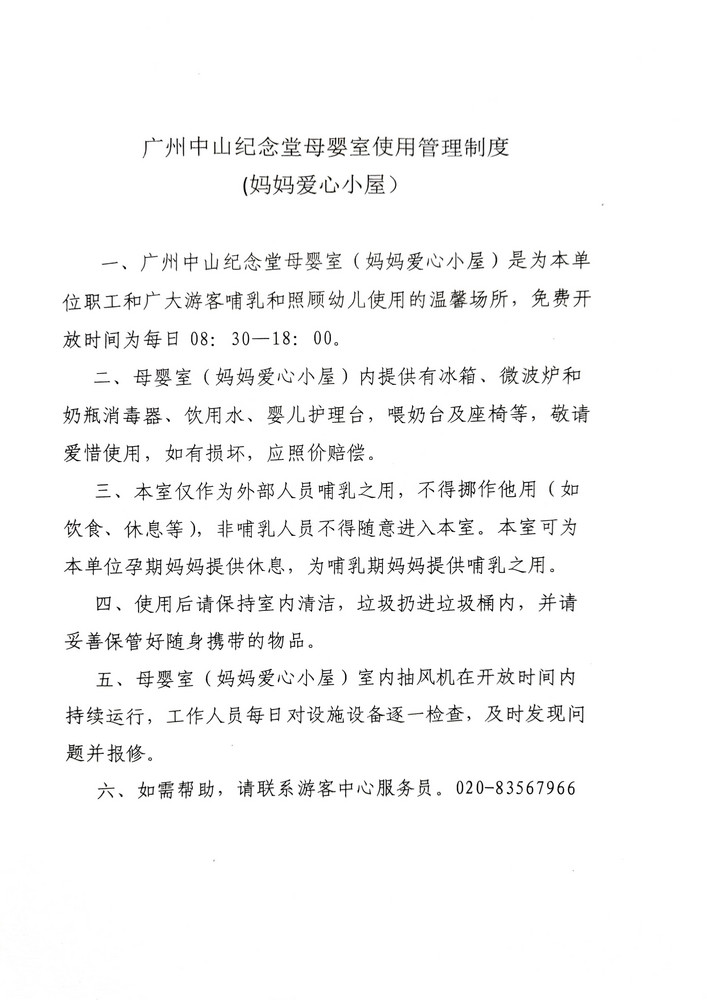 广州中山纪念堂母婴室使用管理制度
(妈妈爱心小屋）
一、广州中山纪念堂母婴室（妈妈爱心小屋）是为本单
位职工和广大游客哺乳和照顾幼儿使用的温馨场所，免费开
放时间为每日 08：30—18：00。
二、母婴室（妈妈爱心小屋）内提供有冰箱、微波炉和
奶瓶消毒器、饮用水、婴儿护理台，喂奶台及座椅等，敬请
爱惜使用，如有损坏，应照价赔偿。
三、本室仅作为外部人员哺乳之用，不得挪作他用（如
饮食、休息等），非哺乳人员不得随意进入本室。本室可为
本单位孕期妈妈提供休息，为哺乳期妈妈提供哺乳之用。
四、使用后请保持室内清洁，垃圾扔进垃圾桶内，并请
妥善保管好随身携带的物品。
五、母婴室（妈妈爱心小屋）室内抽风机在开放时间内
持续运行，工作人员每日对设施设备逐一检查，及时发现问
题并报修。
六、如需帮助，请联系游客中心服务员。020-83567966